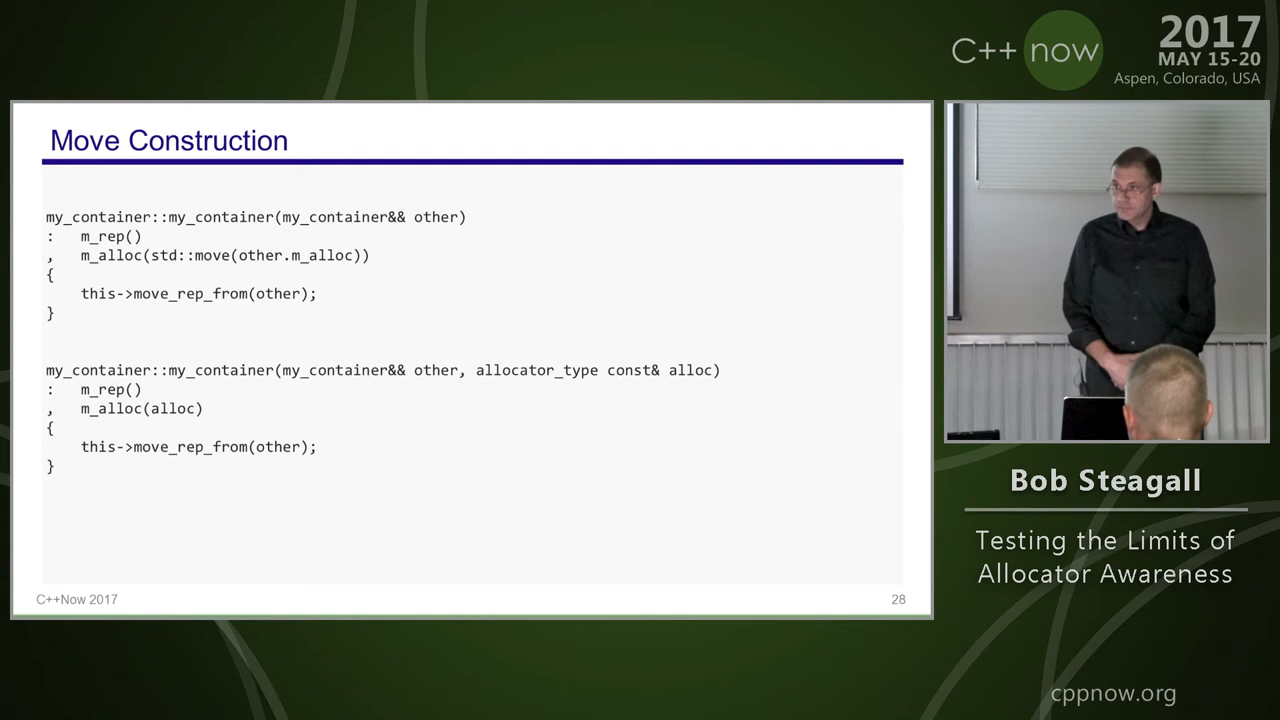 C++ now
2017
MAY 15-20
Aspen, Colorado, USA
Move Construction
my_container::my_container(my_container&& other)
:   m_rep()
,   m_alloc(std::move(other.m_alloc))
{
    this->move_rep_from(other);
}
my_container::my_container(my_container&& other, allocator_type const& alloc)
:   m_rep()
,   m_alloc(alloc)
{
    this->move_rep_from(other);
}
C++Now 2017
28
Bob Steagall
Testing the Limits of
Allocator Awareness
cppnow.org